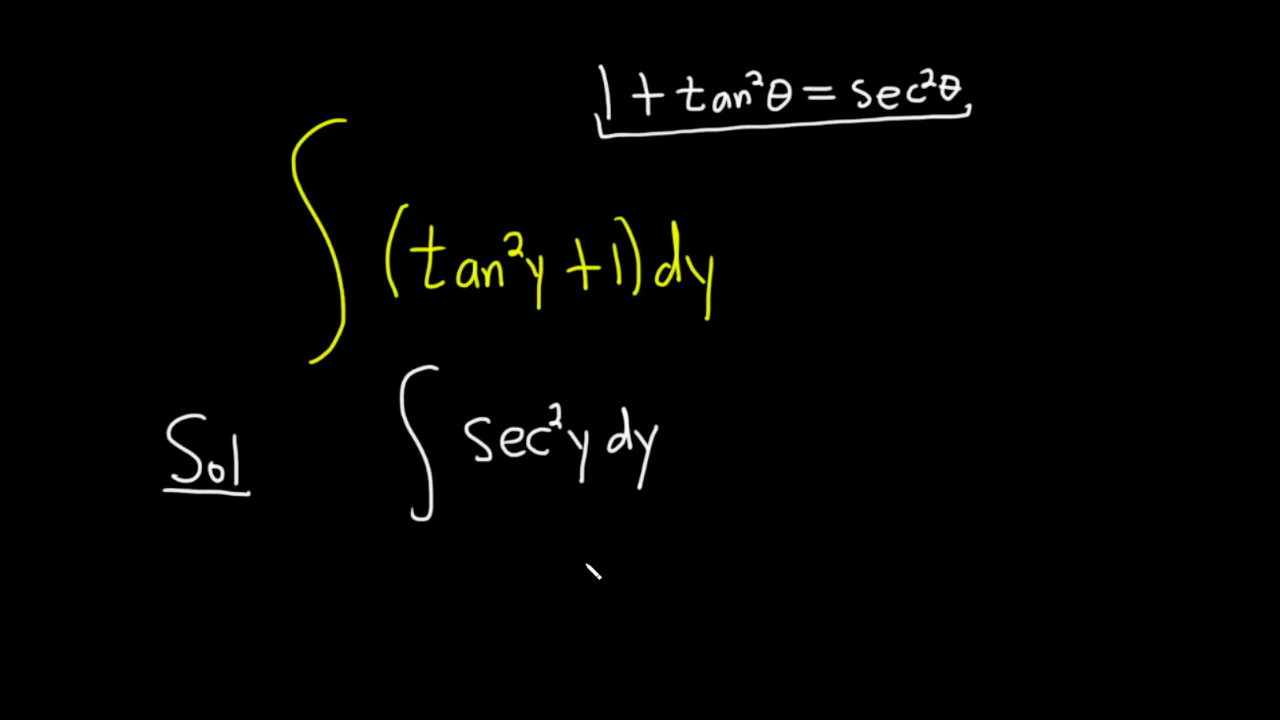 1 + tan²θ = sec²θ
∫ (tan²y + 1) dy
Sol ∫ sec²y dy